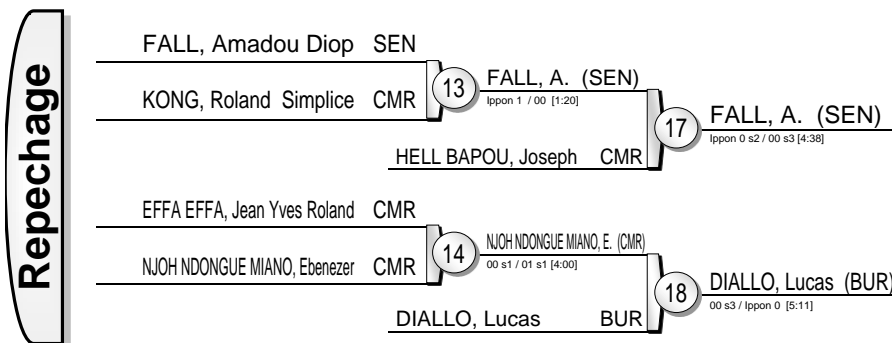 Repechage
FALL, Amadou Diop SEN
KONG, Roland Simplice CMR
13
FALL, A. (SEN)
Ippon 1 / 00 [1:20]
HELL BAPOU, Joseph CMR
17
FALL, A. (SEN)
Ippon 0 s2 / 00 s3 [4:38]
EFFA EFFA, Jean Yves Roland CMR
NJOH NDONGUE MIANO, Ebenezer CMR
14
NJOH NDONGUE MIANO, E. (CMR)
00 s1 / 01 s1 [4:00]
DIALLO, Lucas BUR
18
DIALLO, Lucas (BUR)
00 s3 / Ippon 0 [5:11]